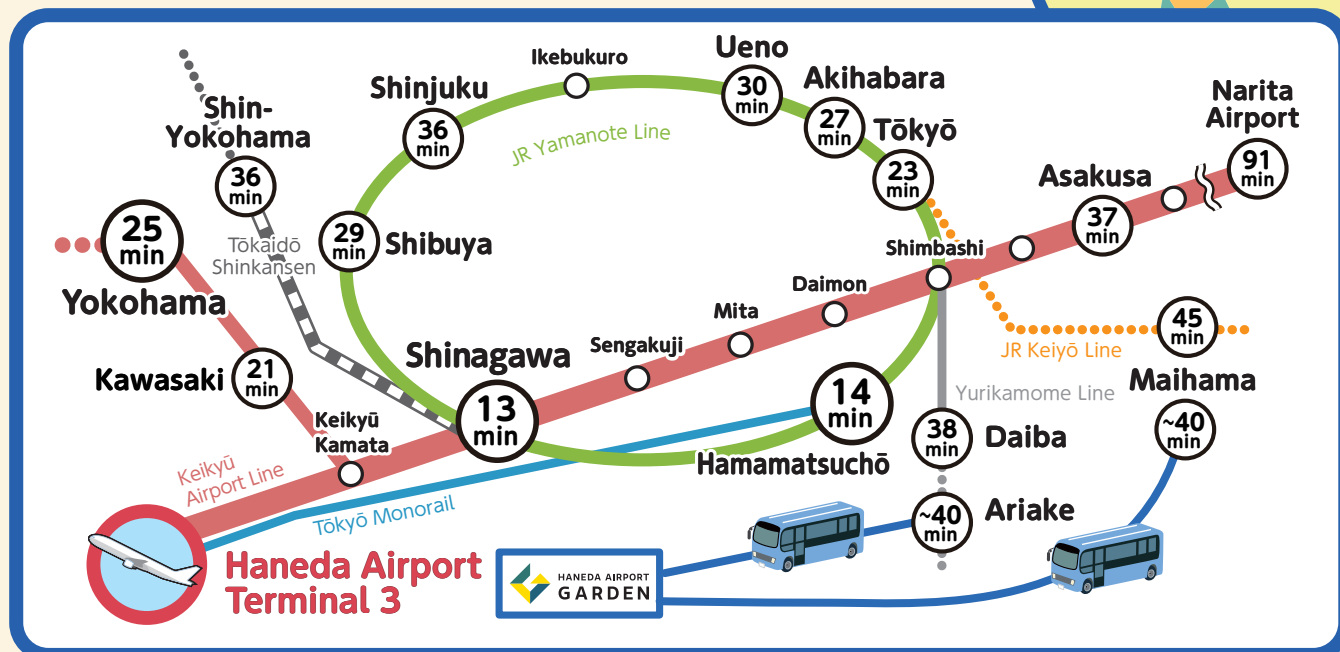 Ueno
30
min
Ikebukuro
Akihabara
27
min
Shinjuku
36
min
JR Yamanote Line
Tōkyō
23
min
Narita
Airport
91
min
Shin-
Yokohama
36
min
Asakusa
37
min
25
min
Yokohama
Tōkaidō
Shinkansen
29
min
Shibuya
Shimbashi
Daimon
Mita
Sengakuji
Shinagawa
13
min
45
min
JR Keiyō Line
Maihama
~40
min
Kawasaki
21
min
Keikyū
Kamata
14
min
Hamamatsuchō
Yurikamome Line
38
min
Daiba
Keikyū
Airport Line
Tōkyō Monorail
~40
min
Ariake
Haneda Airport
Terminal 3
HANEDA AIRPORT
GARDEN